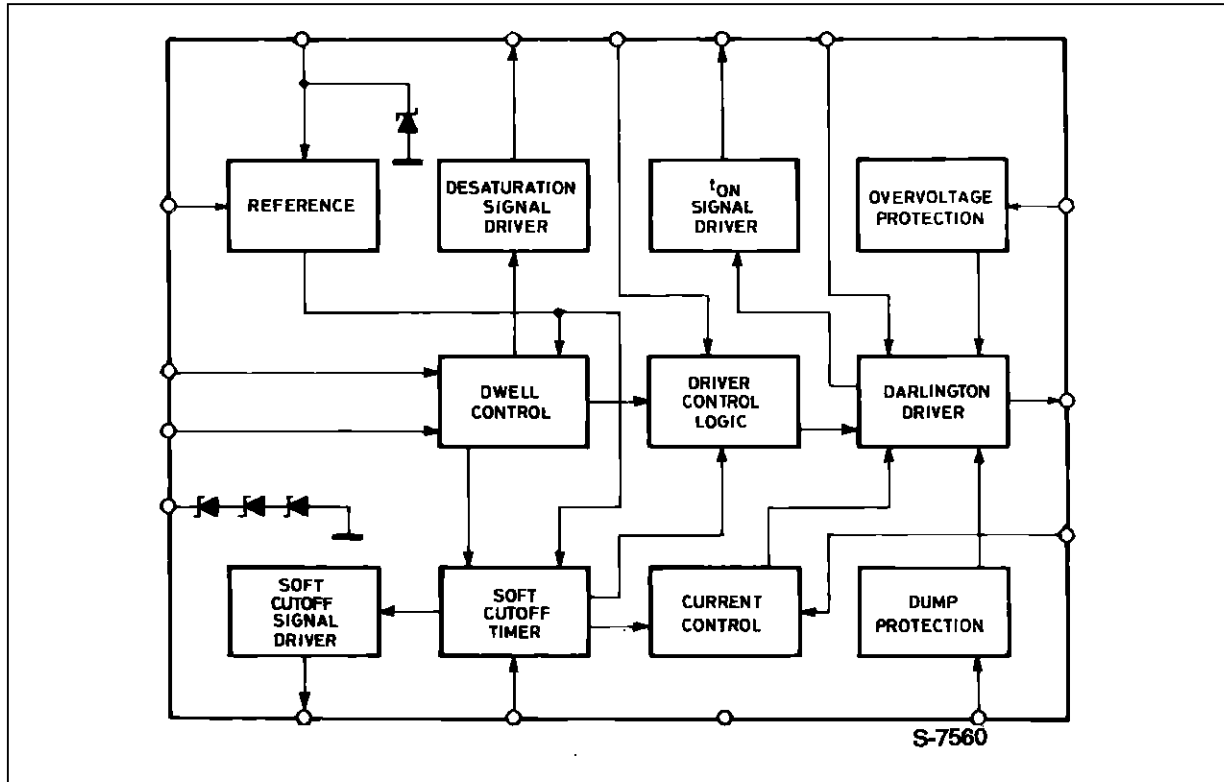 REFERENCE
DESATURATION
SIGNAL
DRIVER
tON
SIGNAL
DRIVER
OVERVOLTAGE
PROTECTION
DWELL
CONTROL
DRIVER
CONTROL
LOGIC
DARLINGTON
DRIVER
SOFT
CUTOFF
SIGNAL
DRIVER
SOFT
CUTOFF
TIMER
CURRENT
CONTROL
DUMP
PROTECTION
S-7560